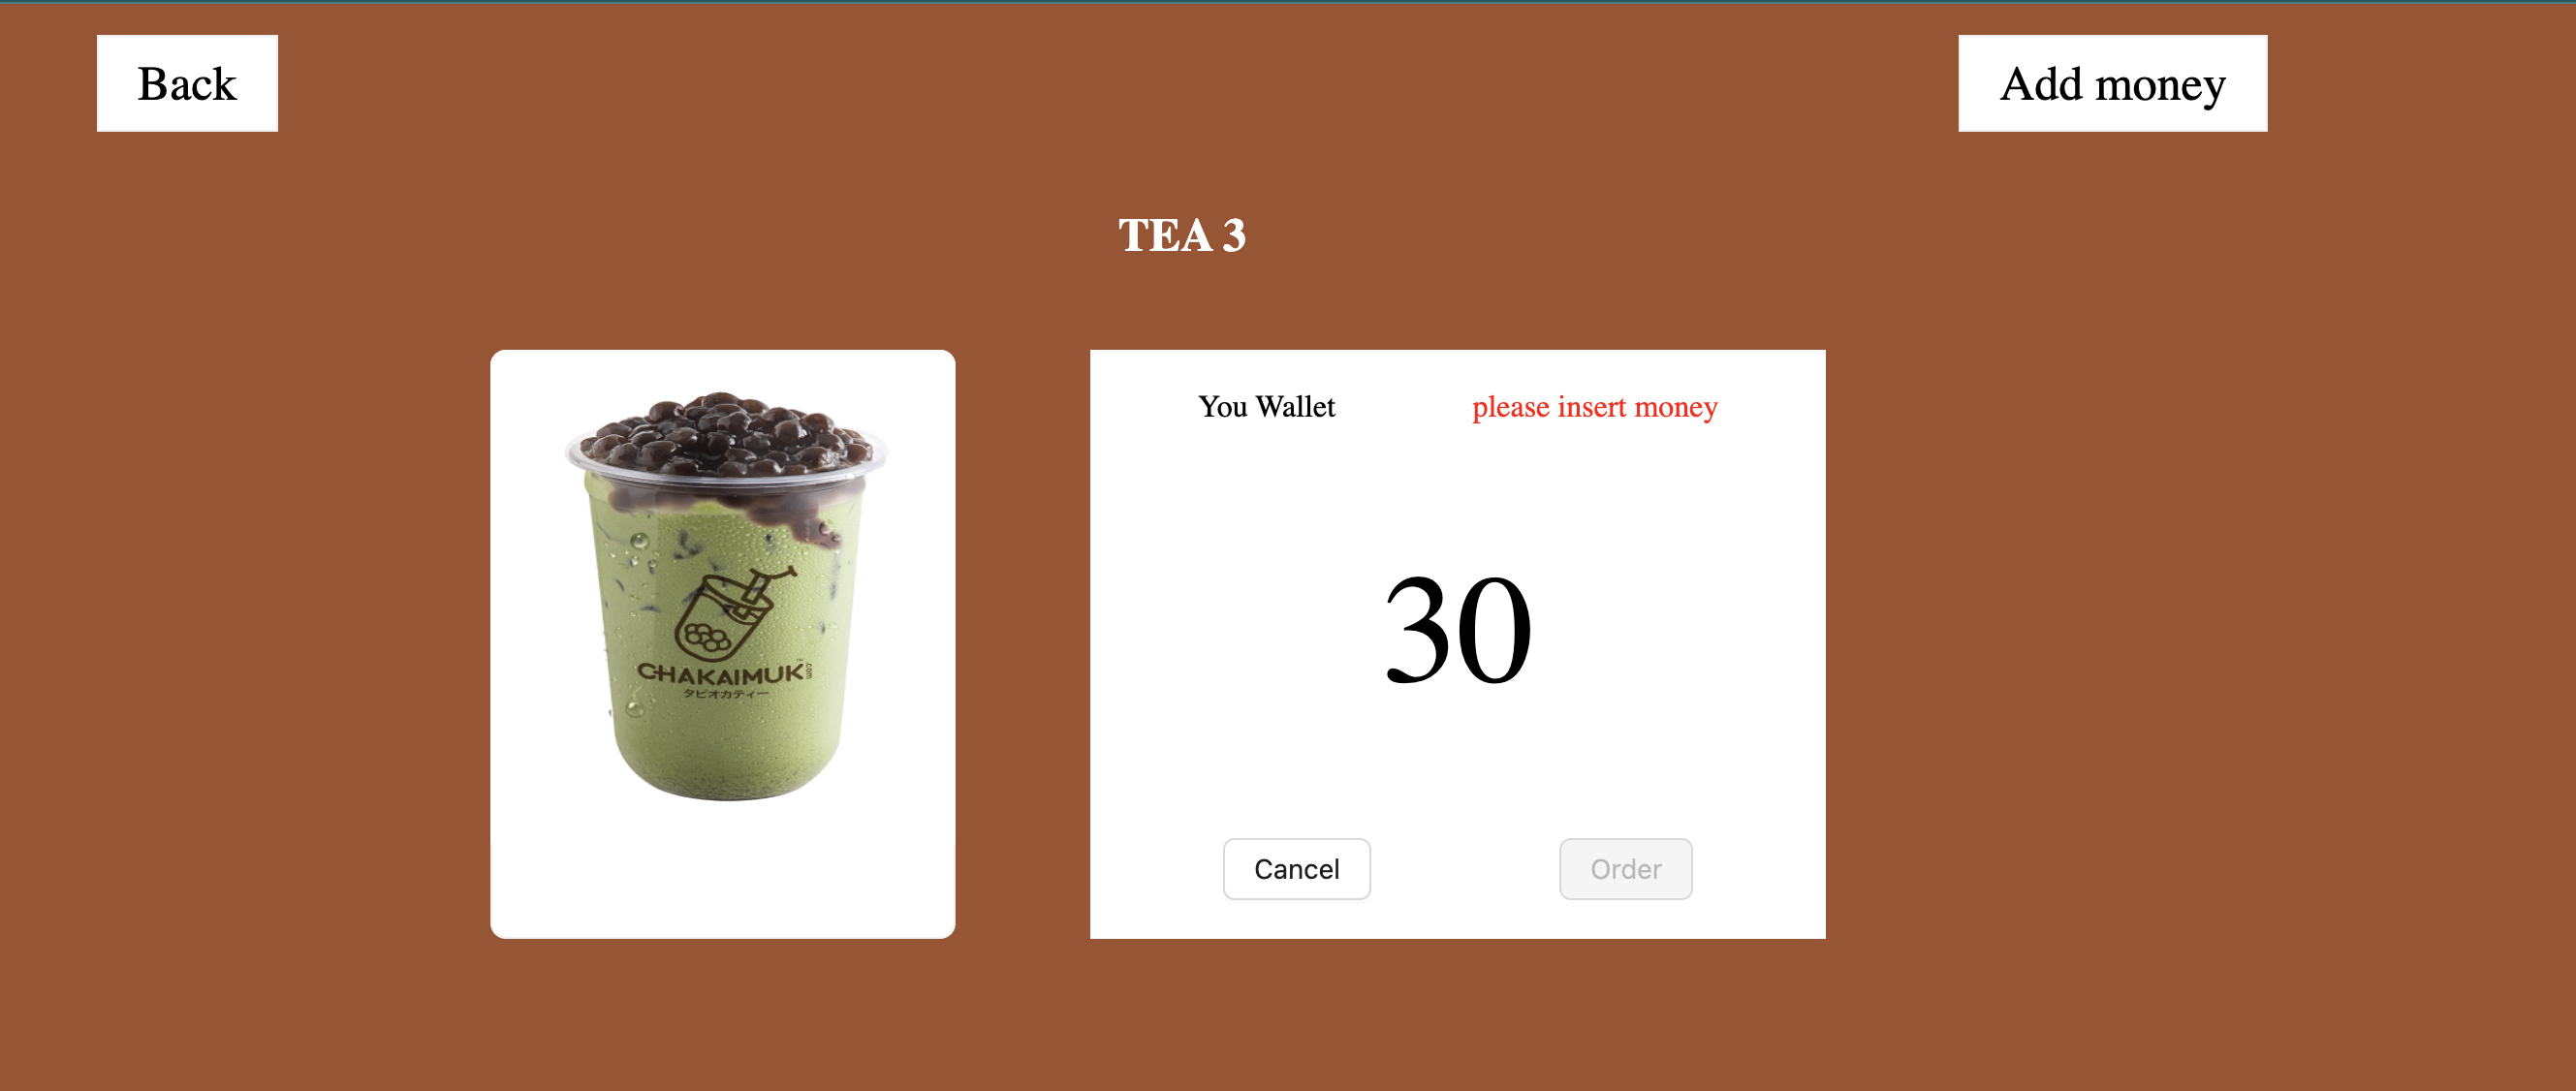 Back
Add money
TEA 3
You Wallet
please insert money
30
CHAKAIMUK
タピオカティー
Cancel
Order